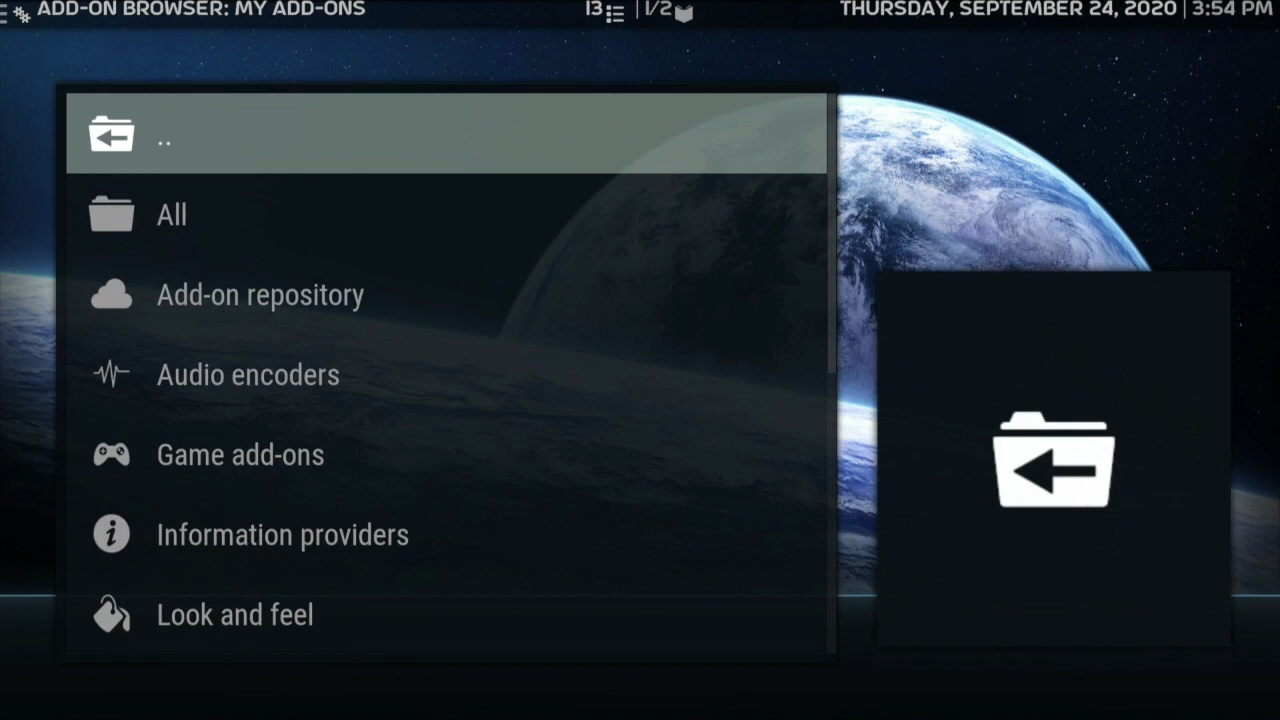 ADD-ON BROWSER: MY ADD-ONS
13 | 1/2
THURSDAY, SEPTEMBER 24, 2020 | 3:54 PM
..
All
Add-on repository
Audio encoders
Game add-ons
Information providers
Look and feel